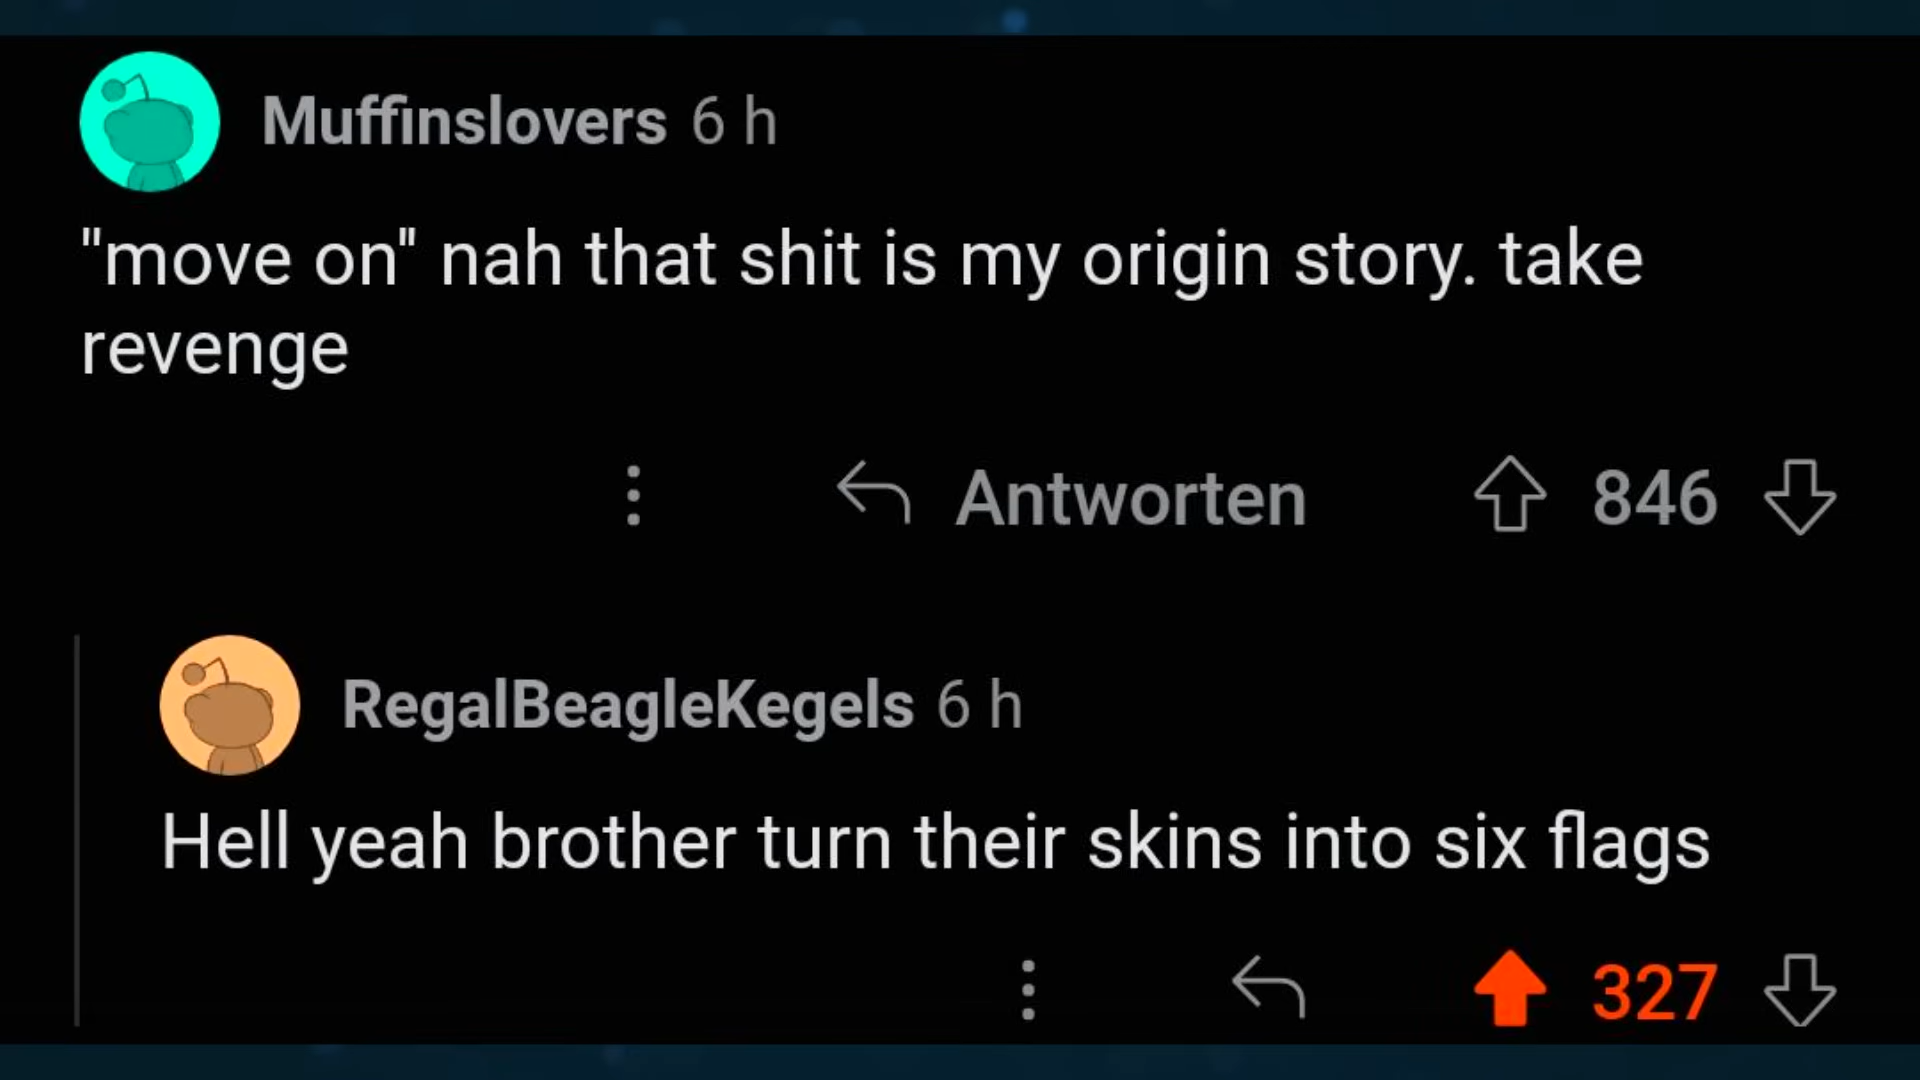 Muffinslovers 6 h
"move on" nah that shit is my origin story. take
revenge
Antworten 846
RegalBeagleKegels 6 h
Hell yeah brother turn their skins into six flags
327